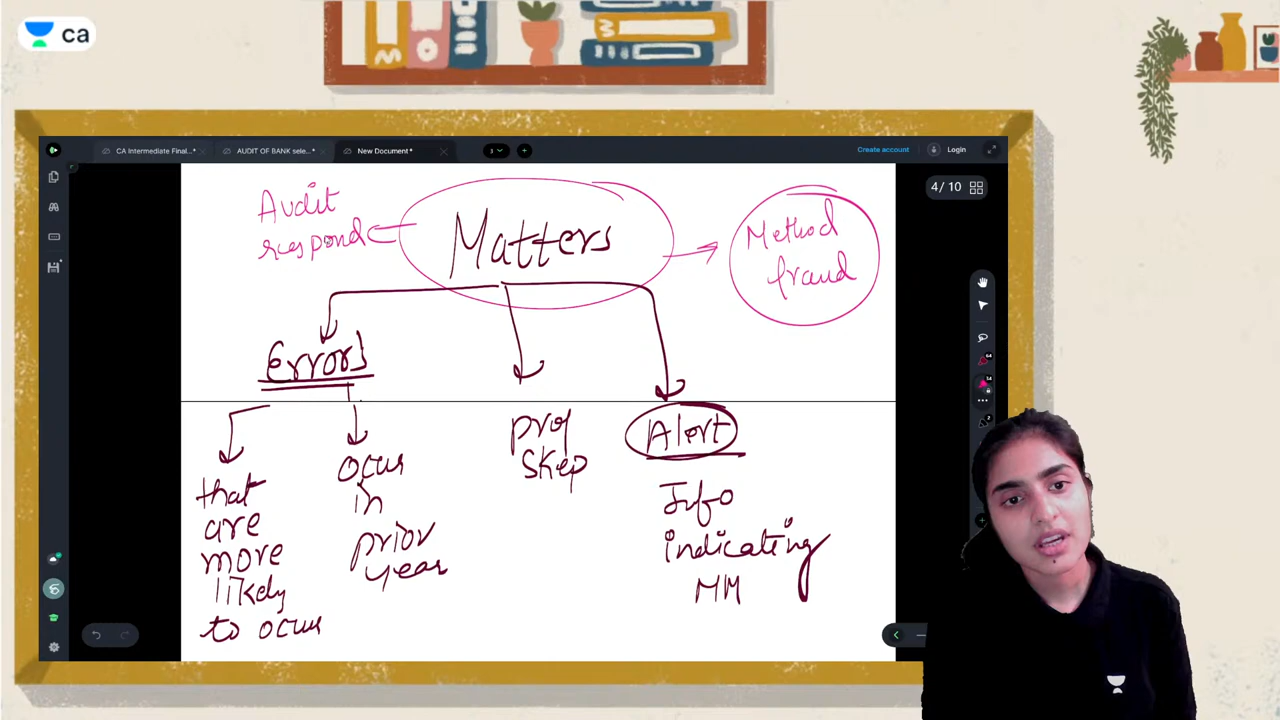 ca
CA Intermediate Final...*
AUDIT OF BANK sele...*
New Document*
Create account
Login
4 / 10
Audit
respond
Matters
Method
fraud
Errors
that
are
more
likely
to occur
ocur
in
prior
year
prof
Skep
Alert
Info
indicating
MM